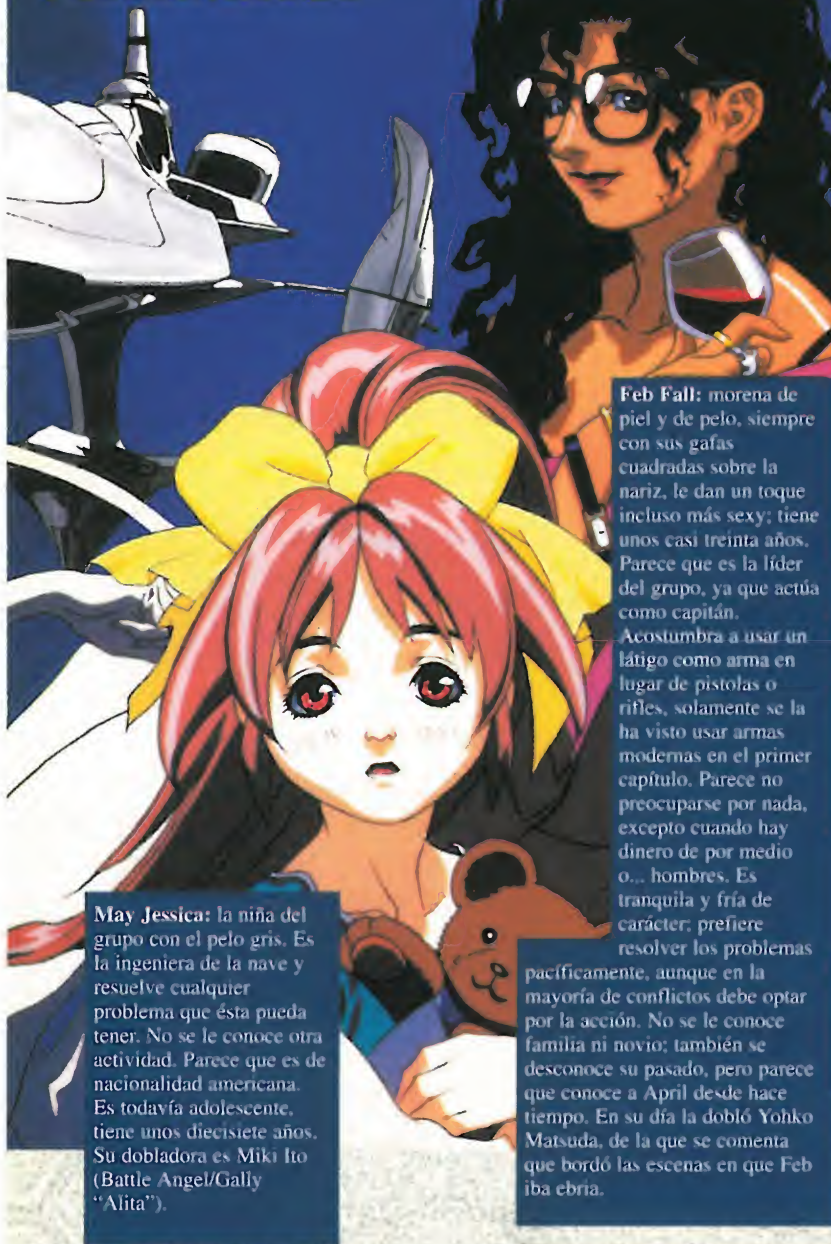 Feb Fall: morena de
piel y de pelo, siempre
con sus gafas
cuadradas sobre la
nariz, le dan un toque
incluso más sexy; tiene
unos casi treinta años.
Parece que es la líder
del grupo, ya que actúa
como capitán.
Acostumbra a usar un
látigo como arma en
lugar de pistolas o
rifles, solamente se la
ha visto usar armas
modernas en el primer
capítulo. Parece no
preocuparse por nada,
excepto cuando hay
dinero de por medio
o... hombres. Es
tranquila y fría de
carácter; prefiere
resolver los problemas
pacíficamente, aunque en la
mayoría de conflictos debe optar
por la acción. No se le conoce
familia ni novio; también se
desconoce su pasado, pero parece
que conoce a April desde hace
tiempo. En su día la dobló Yohko
Matsuda, de la que se comenta
que bordó las escenas en que Feb
iba ebria.
May Jessica: la niña del
grupo con el pelo gris. Es
la ingeniera de la nave y
resuelve cualquier
problema que ésta pueda
tener. No se le conoce otra
actividad. Parece que es de
nacionalidad americana.
Es todavía adolescente,
tiene unos diecisiete años.
Su dobladora es Miki Ito
(Battle Angel/Gally
"Alita").